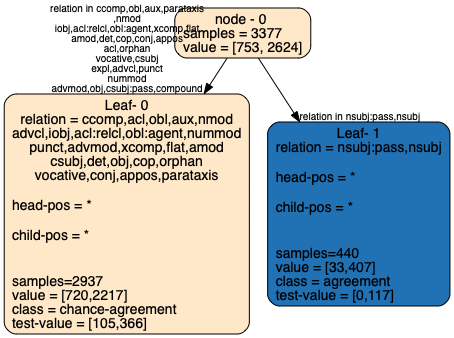 relation in ccomp,obl,aux,parataxis
,nmod
iobj,acl:relcl,obl:agent,xcomp,flat
amod,det,cop,conj,appos
acl,orphan
vocative,csubj
expl,advcl,punct
nummod
advmod,obj,csubj:pass,compound
node - 0
samples = 3377
value = [753, 2624]
relation in nsubj:pass,nsubj
Leaf- 0
relation = ccomp,acl,obl,aux,nmod
advcl,iobj,acl:relcl,obl:agent,nummod
punct,advmod,xcomp,flat,amod
csubj,det,obj,cop,orphan
vocative,conj,appos,parataxis
head-pos = *
child-pos = *
samples=2937
value = [720,2217]
class = chance-agreement
test-value = [105,366]
Leaf- 1
relation = nsubj:pass,nsubj
head-pos = *
child-pos = *
samples=440
value = [33,407]
class = agreement
test-value = [0,117]